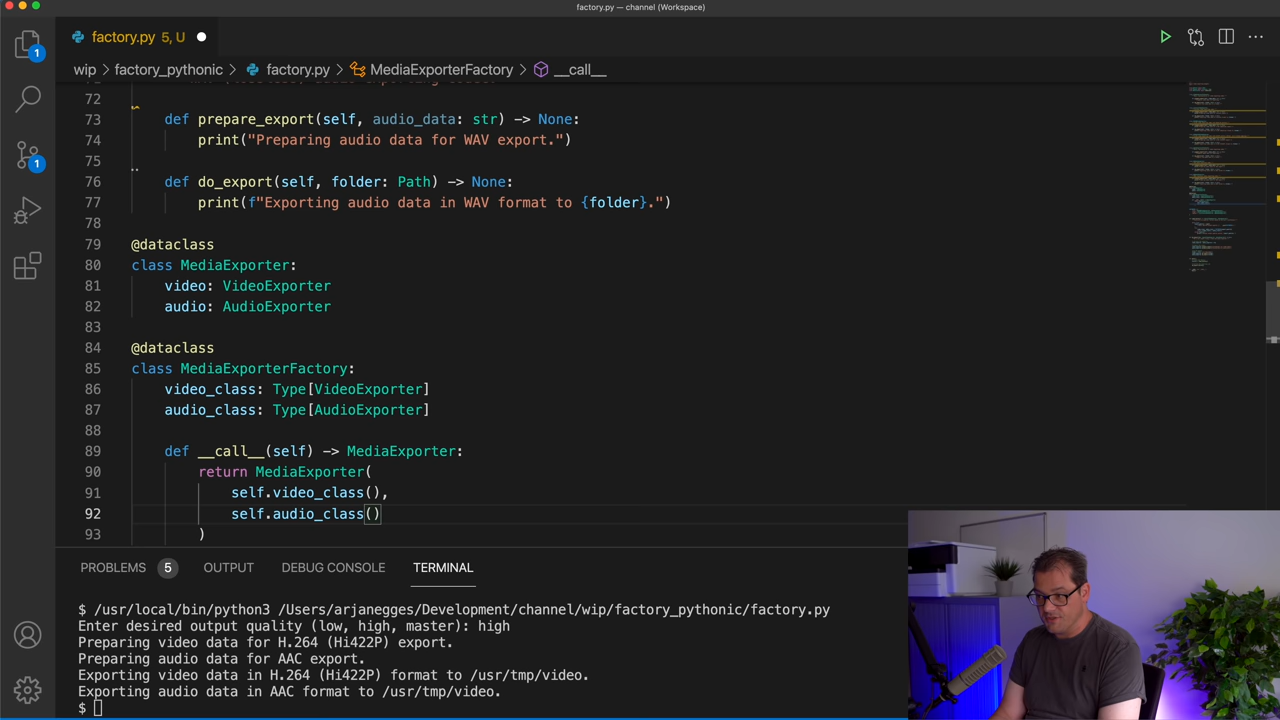 factory.py — channel (Workspace)
factory.py 5, U
wip > factory_pythonic > factory.py > MediaExporterFactory > __call__
72
73 def prepare_export(self, audio_data: str) -> None:
74 print("Preparing audio data for WAV export.")
75
76 def do_export(self, folder: Path) -> None:
77 print(f"Exporting audio data in WAV format to {folder}.")
78
79 @dataclass
80 class MediaExporter:
81 video: VideoExporter
82 audio: AudioExporter
83
84 @dataclass
85 class MediaExporterFactory:
86 video_class: Type[VideoExporter]
87 audio_class: Type[AudioExporter]
88
89 def __call__(self) -> MediaExporter:
90 return MediaExporter(
91 self.video_class(),
92 self.audio_class()
93 )
1
1
PROBLEMS 5 OUTPUT DEBUG CONSOLE TERMINAL
$ /usr/local/bin/python3 /Users/arjanegges/Development/channel/wip/factory_pythonic/factory.py
Enter desired output quality (low, high, master): high
Preparing video data for H.264 (Hi422P) export.
Preparing audio data for AAC export.
Exporting video data in H.264 (Hi422P) format to /usr/tmp/video.
Exporting audio data in AAC format to /usr/tmp/video.
$